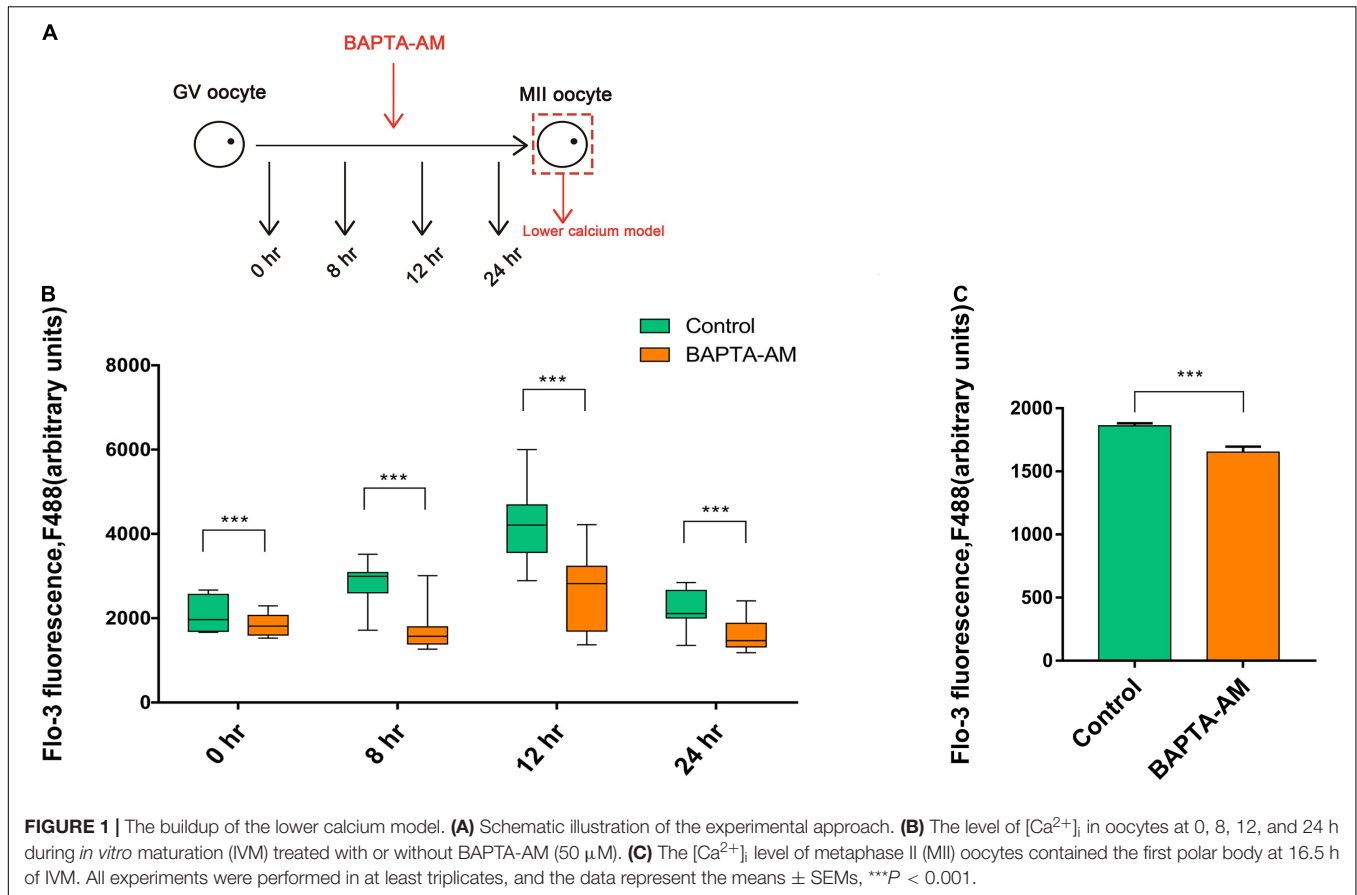 A
BAPTA-AM
GV oocyte
MII oocyte
Lower calcium model
0 hr
8 hr
12 hr
24 hr
B
Flo-3 fluorescence,F488(arbitrary units)
Control
BAPTA-AM
8000
6000
4000
2000
0
***
***
***
***
0 hr
8 hr
12 hr
24 hr
C
Flo-3 fluorescence,F488(arbitrary units)
2000
1500
1000
500
0
***
Control
BAPTA-AM
FIGURE 1 | The buildup of the lower calcium model. (A) Schematic illustration of the experimental approach. (B) The level of [Ca2+]i in oocytes at 0, 8, 12, and 24 h
during in vitro maturation (IVM) treated with or without BAPTA-AM (50 μM). (C) The [Ca2+]i level of metaphase II (MII) oocytes contained the first polar body at 16.5 h
of IVM. All experiments were performed in at least triplicates, and the data represent the means ± SEMs, ***P < 0.001.